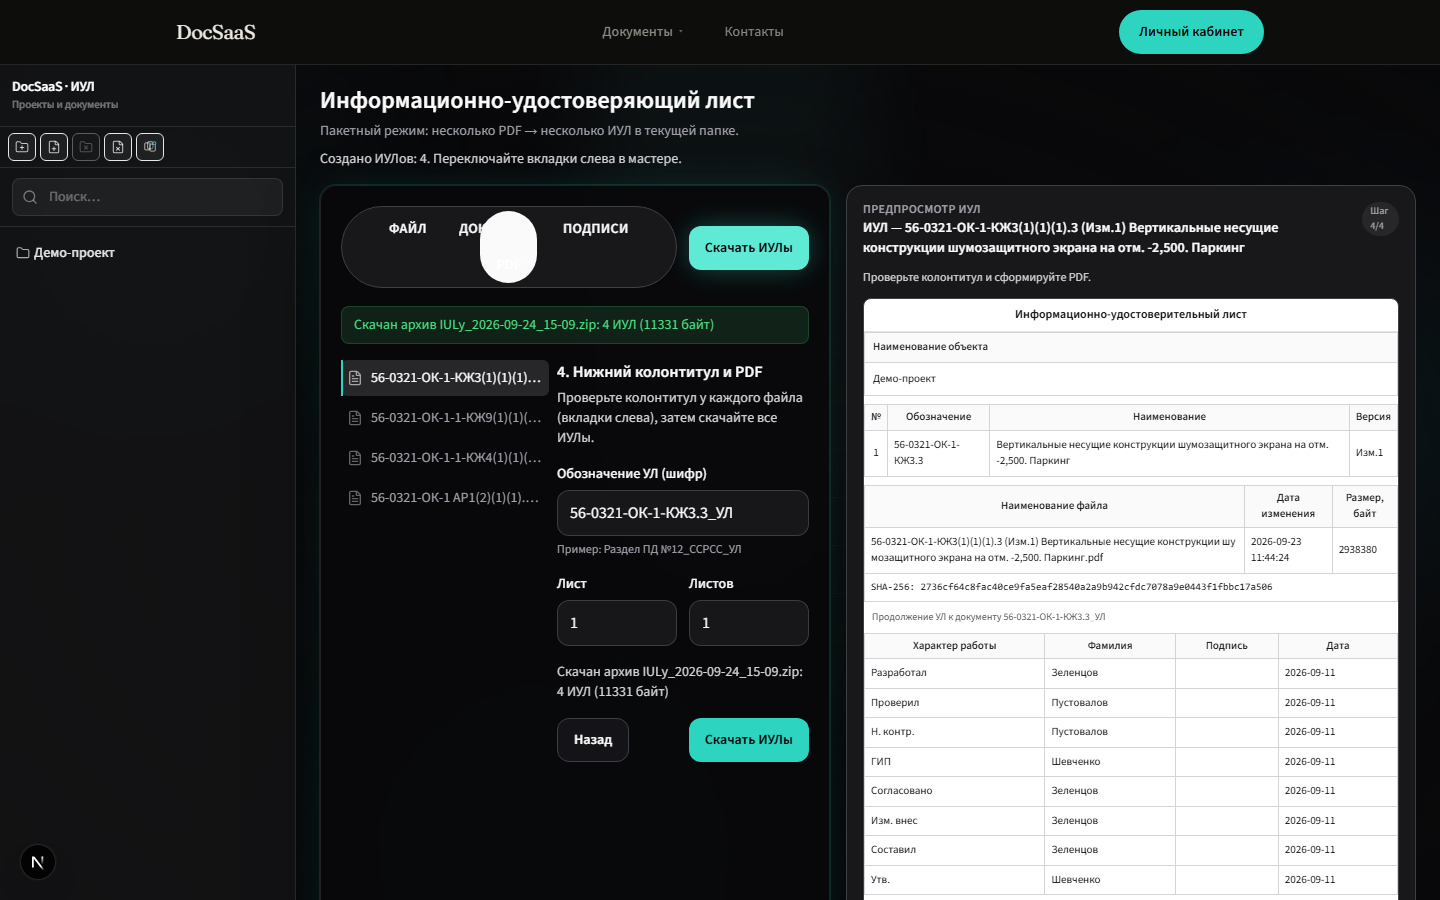 DocSaaS
Документы
Контакты
Личный кабинет
DocSaaS · ИУЛ
Проекты и документы
Поиск...
Демо-проект
Информационно-удостоверяющий лист
Пакетный режим: несколько PDF → несколько ИУЛ в текущей папке.
Создано ИУЛов: 4. Переключайте вкладки слева в мастере.
ФАЙЛ
ПОДПИСИ
PDF
Скачать ИУЛы
Скачан архив IULy_2026-09-24_15-09.zip: 4 ИУЛ (11331 байт)
56-0321-ОК-1-КЖ3(1)(1)(1)...
56-0321-ОК-1-1-КЖ9(1)(1)(...
56-0321-ОК-1-1-КЖ4(1)(1)(...
56-0321-ОК-1 АР1(2)(1)(1)....
4. Нижний колонтитул и PDF
Проверьте колонтитул у каждого файла
(вкладки слева), затем скачайте все
ИУЛы.
Обозначение УЛ (шифр)
56-0321-ОК-1-КЖ3.3_УЛ
Пример: Раздел ПД №12_ССРСС_УЛ
Лист
Листов
1
1
Скачан архив IULy_2026-09-24_15-09.zip:
4 ИУЛ (11331 байт)
Назад
Скачать ИУЛы
ПРЕДПРОСМОТР ИУЛ
ИУЛ — 56-0321-ОК-1-КЖ3(1)(1)(1).3 (Изм.1) Вертикальные несущие
конструкции шумозащитного экрана на отм. -2,500. Паркинг
Шаг
4/4
Проверьте колонтитул и сформируйте PDF.
Информационно-удостоверительный лист
Наименование объекта
Демо-проект
№ Обозначение Наименование Версия
1 56-0321-ОК-1-КЖ3.3 Вертикальные несущие конструкции шумозащитного экрана на отм. Изм.1
-2,500. Паркинг
Наименование файла Дата изменения Размер, байт
56-0321-ОК-1-КЖ3(1)(1)(1).3 (Изм.1) Вертикальные несущие конструкции шу 2026-09-23 2938380
мозащитного экрана на отм. -2,500. Паркинг.pdf 11:44:24
SHA-256: 2736cf64c8fac40ce9fa5eaf28540a2a9b942cfdc7078a9e0443f1fbbc17a506
Продолжение УЛ к документу 56-0321-ОК-1-КЖ3.3_УЛ
Характер работы Фамилия Подпись Дата
Разработал Зеленцов 2026-09-11
Проверил Пустовалов 2026-09-11
Н. контр. Пустовалов 2026-09-11
ГИП Шевченко 2026-09-11
Согласовано Зеленцов 2026-09-11
Изм. внес Зеленцов 2026-09-11
Составил Зеленцов 2026-09-11
Утв. Шевченко 2026-09-11